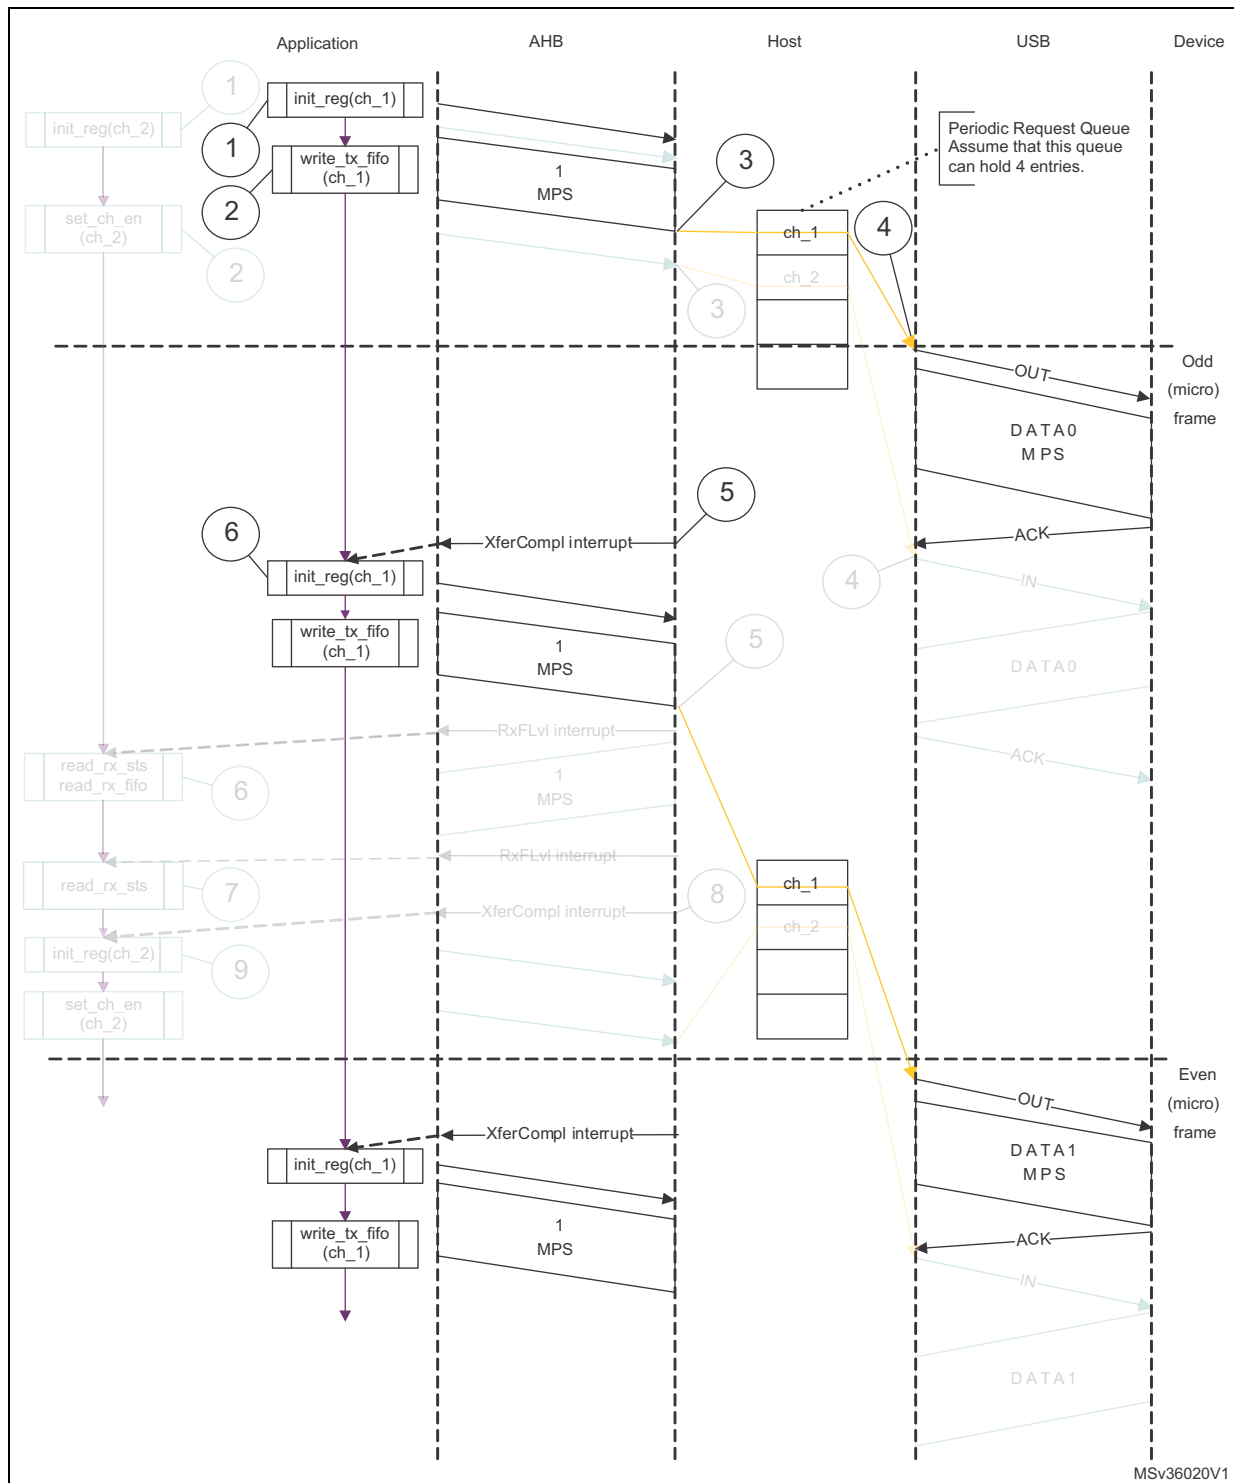 Application
AHB
Host
USB
Device
1
init_reg(ch_1)
init_reg(ch_2)
1
write_tx_fifo
(ch_1)
1
MPS
3
Periodic Request Queue
Assume that this queue
can hold 4 entries.
2
set_ch_en
(ch_2)
2
ch_1
4
ch_2
3
OUT
Odd
(micro)
frame
DATA0
MPS
5
6
XferCompl interrupt
ACK
init_reg(ch_1)
4
IN
write_tx_fifo
(ch_1)
1
MPS
5
DATA0
RxFLvl interrupt
read_rx_sts
read_rx_fifo
6
1
MPS
ACK
RxFLvl interrupt
read_rx_sts
7
ch_1
XferCompl interrupt
8
ch_2
init_reg(ch_2)
9
set_ch_en
(ch_2)
OUT
Even
(micro)
frame
XferCompl interrupt
init_reg(ch_1)
DATA1
MPS
write_tx_fifo
(ch_1)
1
MPS
ACK
IN
DATA1
MSv36020V1